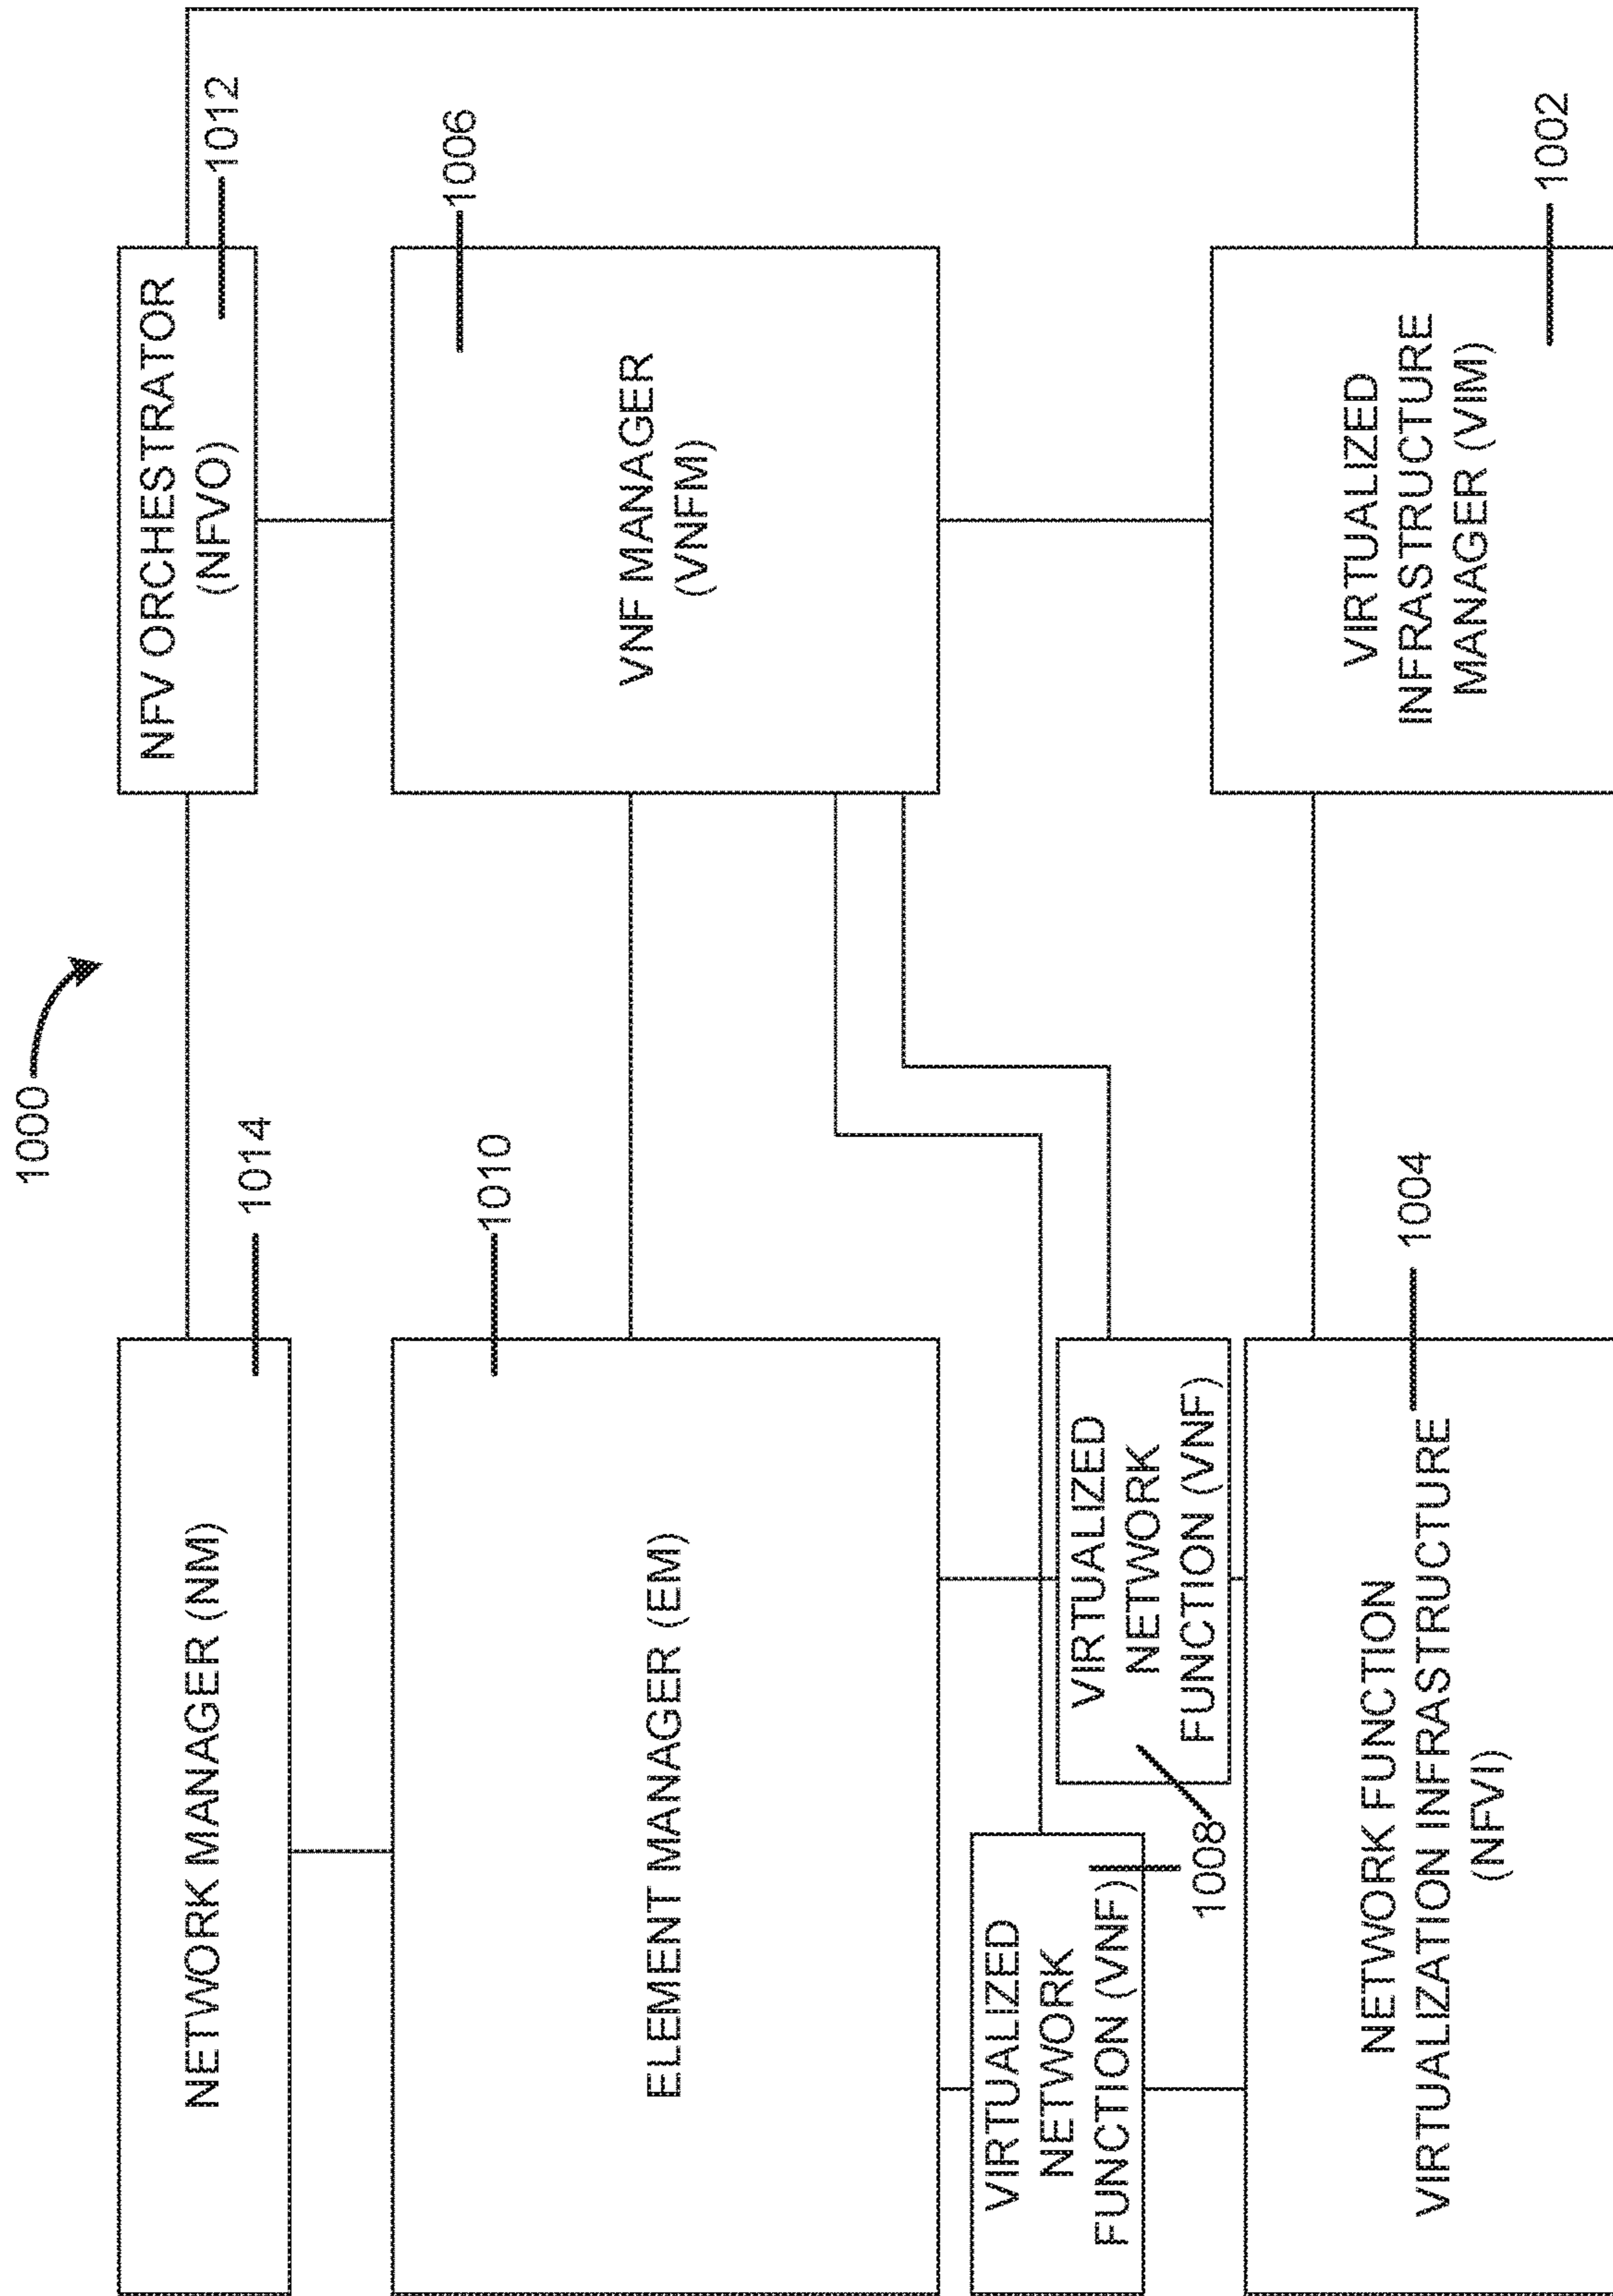 1000
NETWORK MANAGER (NM)
1014
NFV ORCHESTRATOR
(NFVO)
1012
ELEMENT MANAGER (EM)
1010
VNF MANAGER
(VNFM)
1006
VIRTUALIZED
NETWORK
FUNCTION (VNF)
1008
VIRTUALIZED
NETWORK
FUNCTION (VNF)
NETWORK FUNCTION
VIRTUALIZATION INFRASTRUCTURE
(NFVI)
1004
VIRTUALIZED
INFRASTRUCTURE
MANAGER (VIM)
1002